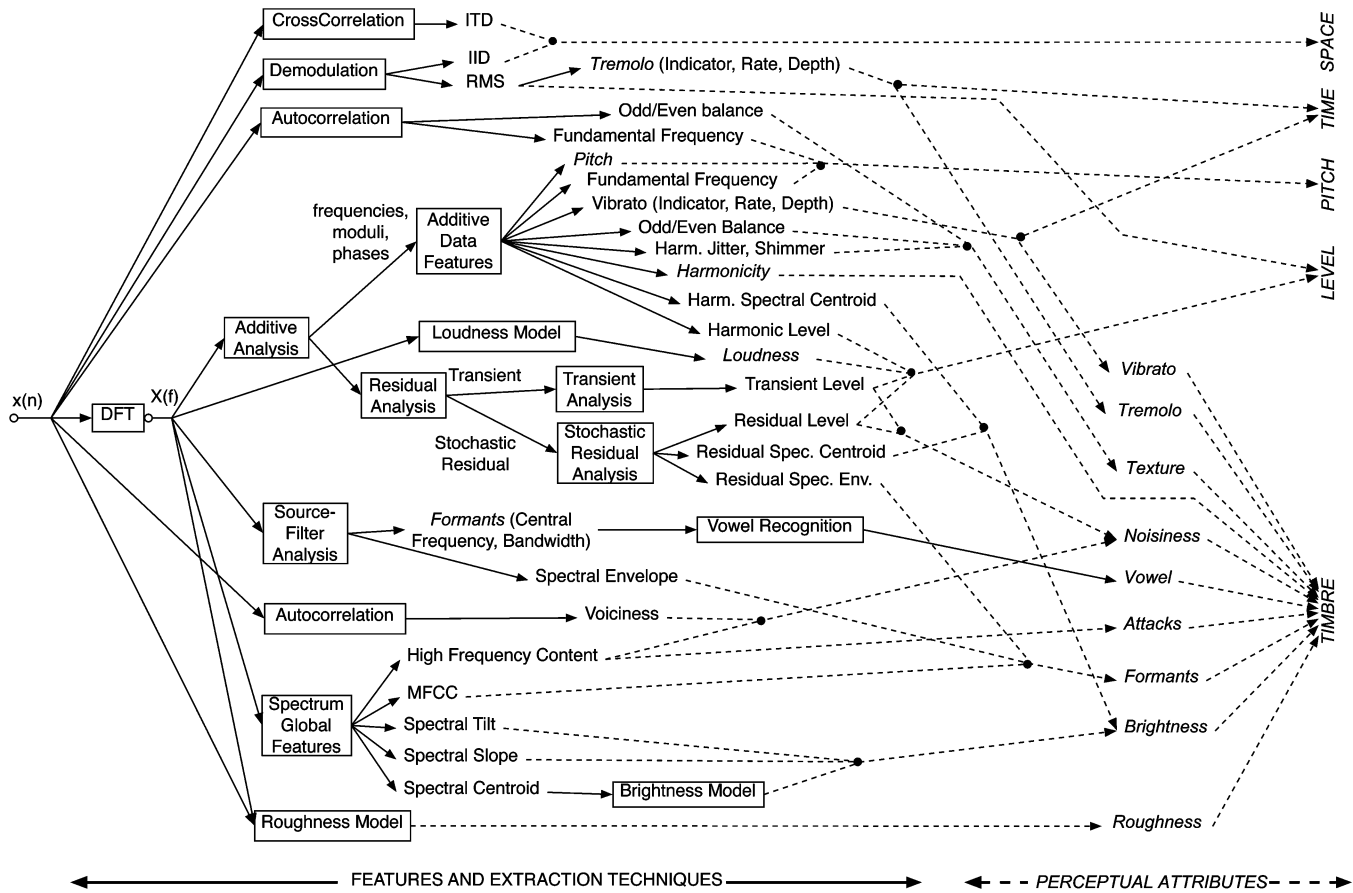 CrossCorrelation
ITD
SPACE
Demodulation
IID
RMS
Tremolo (Indicator, Rate, Depth)
TIME
Autocorrelation
Odd/Even balance
Fundamental Frequency
Pitch
PITCH
Fundamental Frequency
Vibrato (Indicator, Rate, Depth)
frequencies,
moduli,
phases
Additive
Data
Features
Odd/Even Balance
Harm. Jitter, Shimmer
Harmonicity
LEVEL
Harm. Spectral Centroid
Harmonic Level
Additive
Analysis
Loudness Model
Loudness
Residual
Analysis
Transient
Transient
Analysis
Transient Level
Vibrato
x(n)
DFT
X(f)
Tremolo
Stochastic
Residual
Stochastic
Residual
Analysis
Residual Level
Residual Spec. Centroid
Residual Spec. Env.
Texture
Source-
Filter
Analysis
Formants (Central
Frequency, Bandwidth)
Vowel Recognition
Noisiness
Spectral Envelope
Vowel
Autocorrelation
Voiciness
Attacks
TIMBRE
High Frequency Content
Formants
Spectrum
Global
Features
MFCC
Spectral Tilt
Brightness
Spectral Slope
Spectral Centroid
Brightness Model
Roughness Model
Roughness
FEATURES AND EXTRACTION TECHNIQUES
PERCEPTUAL ATTRIBUTES